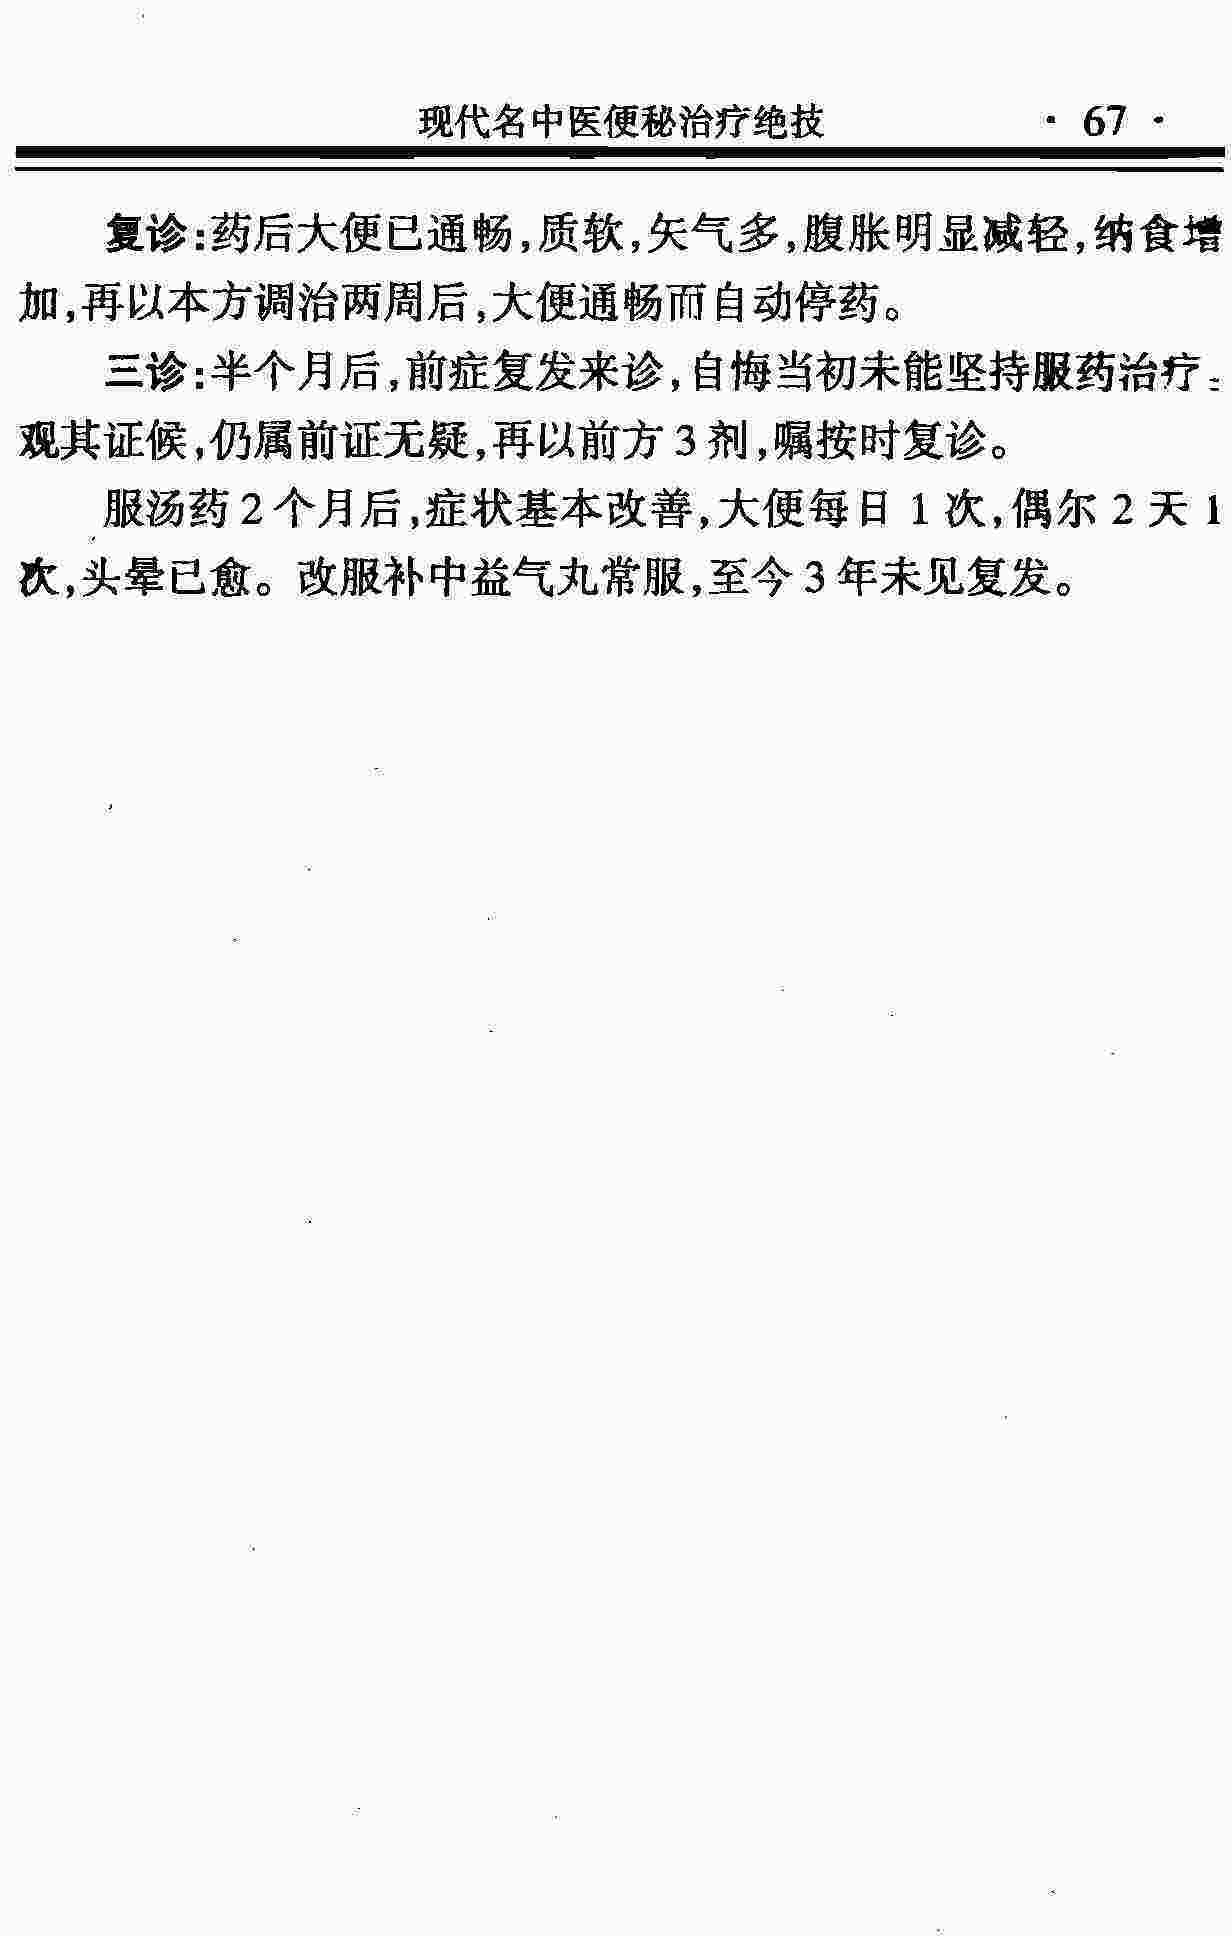 现代名中医便秘治疗绝技 · 67 ·
复诊:药后大便已通畅,质软,矢气多,腹胀明显减轻,纳食增
加,再以本方调治两周后,大便通畅而自动停药。
三诊:半个月后,前症复发来诊,自悔当初未能坚持服药治疗。
观其证候,仍属前证无疑,再以前方3剂,嘱按时复诊。
服汤药2个月后,症状基本改善,大便每日 1 次,偶尔 2 天 1
次,头晕已愈。改服补中益气丸常服,至今3年未见复发。